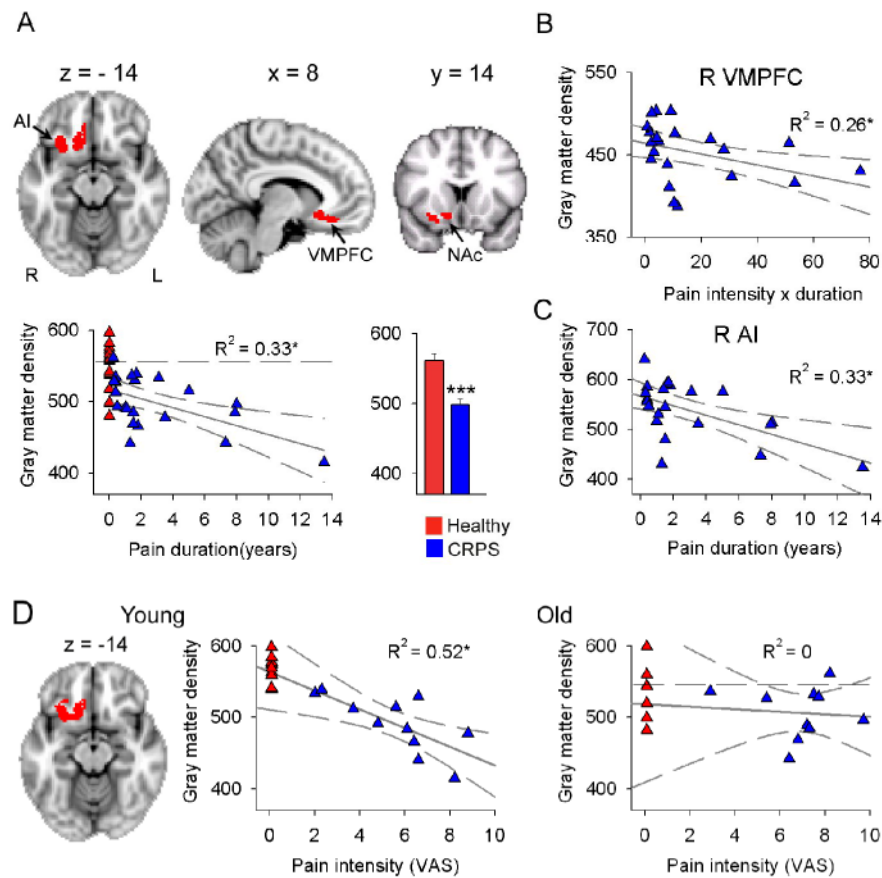 A
z = - 14
x = 8
y = 14
AI
VMPFC
NAc
R
L
B
R VMPFC
R2 = 0.26*
Gray matter density
550
450
350
0
20
40
60
80
Pain intensity x duration
R2 = 0.33*
Gray matter density
600
500
400
0
2
4
6
8
10
12
14
Pain duration(years)
600
500
400
***
Healthy
CRPS
C
R AI
R2 = 0.33*
Gray matter density
700
600
500
400
0
2
4
6
8
10
12
14
Pain duration (years)
D
Young
z = -14
R2 = 0.52*
Gray matter density
600
500
400
0
2
4
6
8
10
Pain intensity (VAS)
Old
R2 = 0
Gray matter density
600
500
400
0
2
4
6
8
10
Pain intensity (VAS)